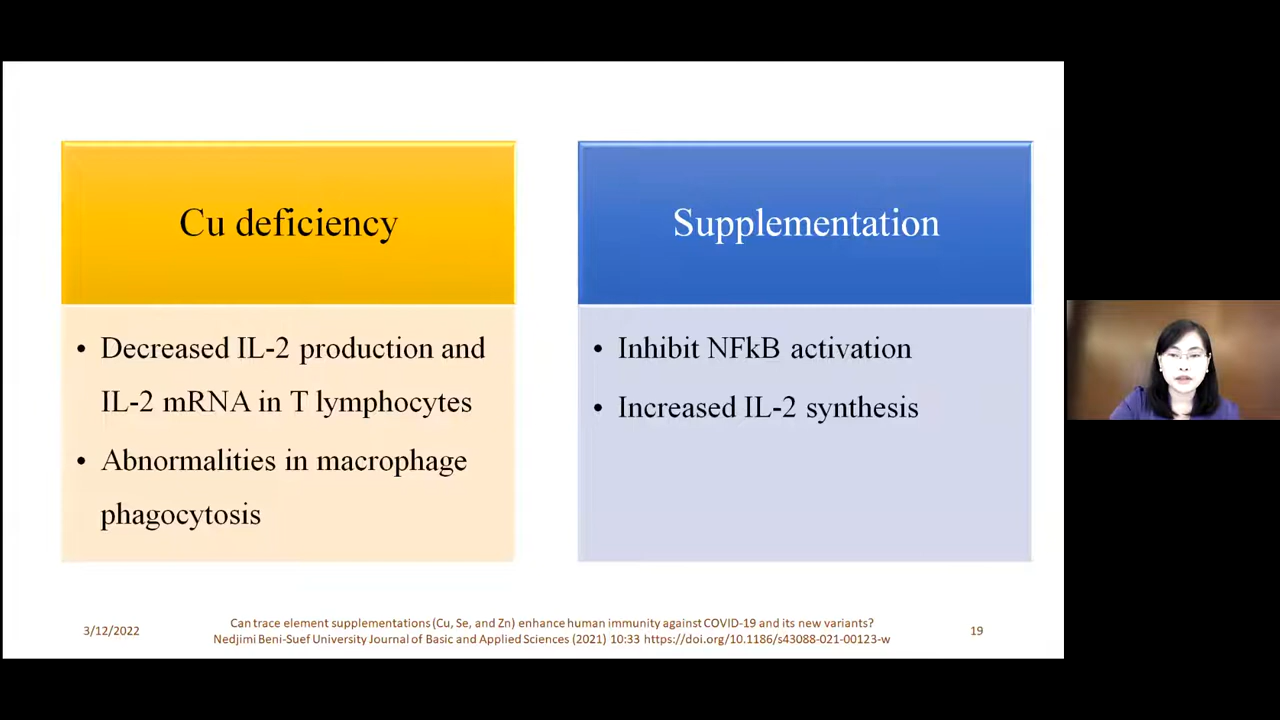 Cu deficiency
• Decreased IL-2 production and
IL-2 mRNA in T lymphocytes
• Abnormalities in macrophage
phagocytosis
Supplementation
• Inhibit NFkB activation
• Increased IL-2 synthesis
3/12/2022
Can trace element supplementations (Cu, Se, and Zn) enhance human immunity against COVID-19 and its new variants?
Nedjimi Beni-Suef University Journal of Basic and Applied Sciences (2021) 10:33 https://doi.org/10.1186/s43088-021-00123-w
19